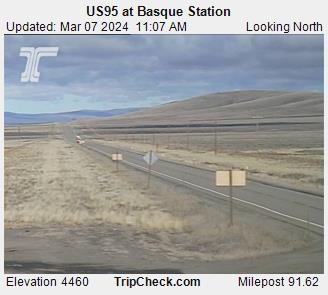 US95 at Basque Station
Updated: Mar 07 2024 11:07 AM Looking North
Elevation 4460 TripCheck.com Milepost 91.62